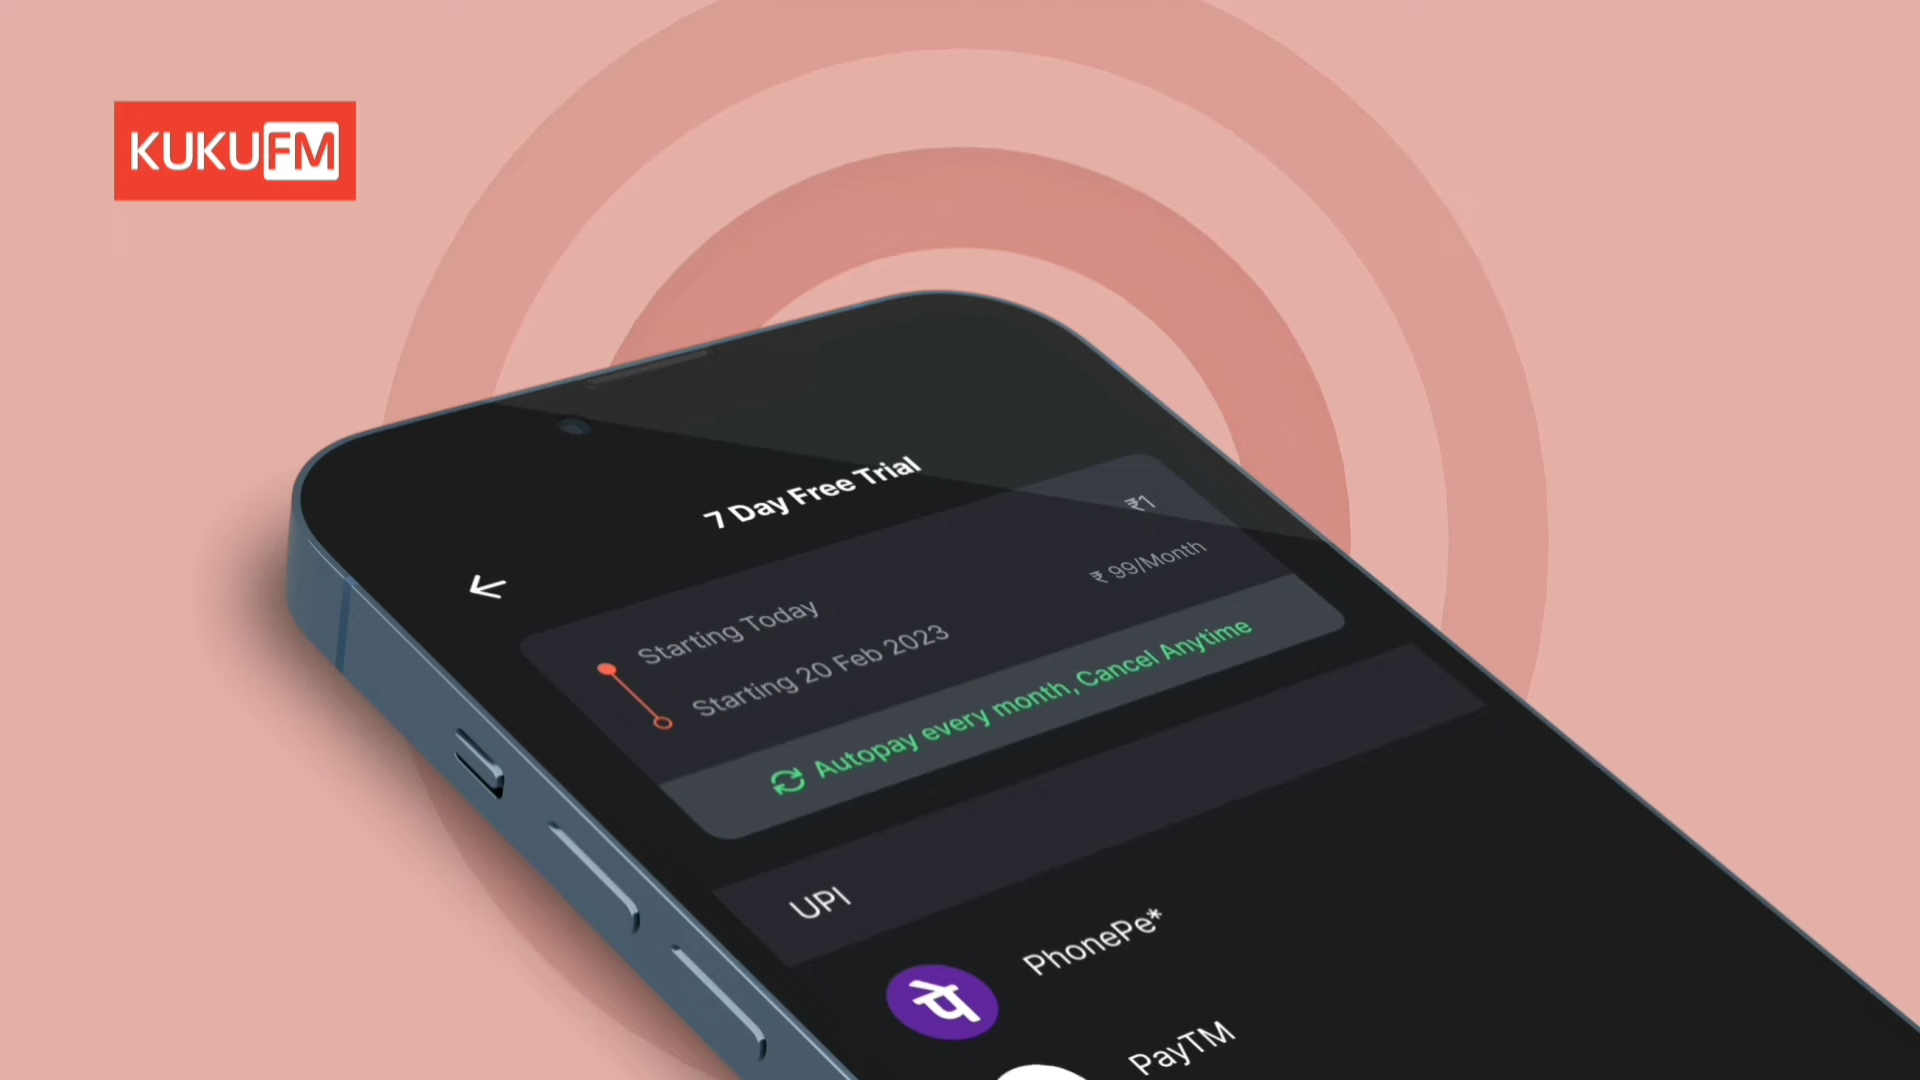 KUKUFM
7 Day Free Trial
Starting Today ₹1
Starting 20 Feb 2023 ₹ 99/Month
Autopay every month, Cancel Anytime
UPI
पे
PhonePe*
PayTM